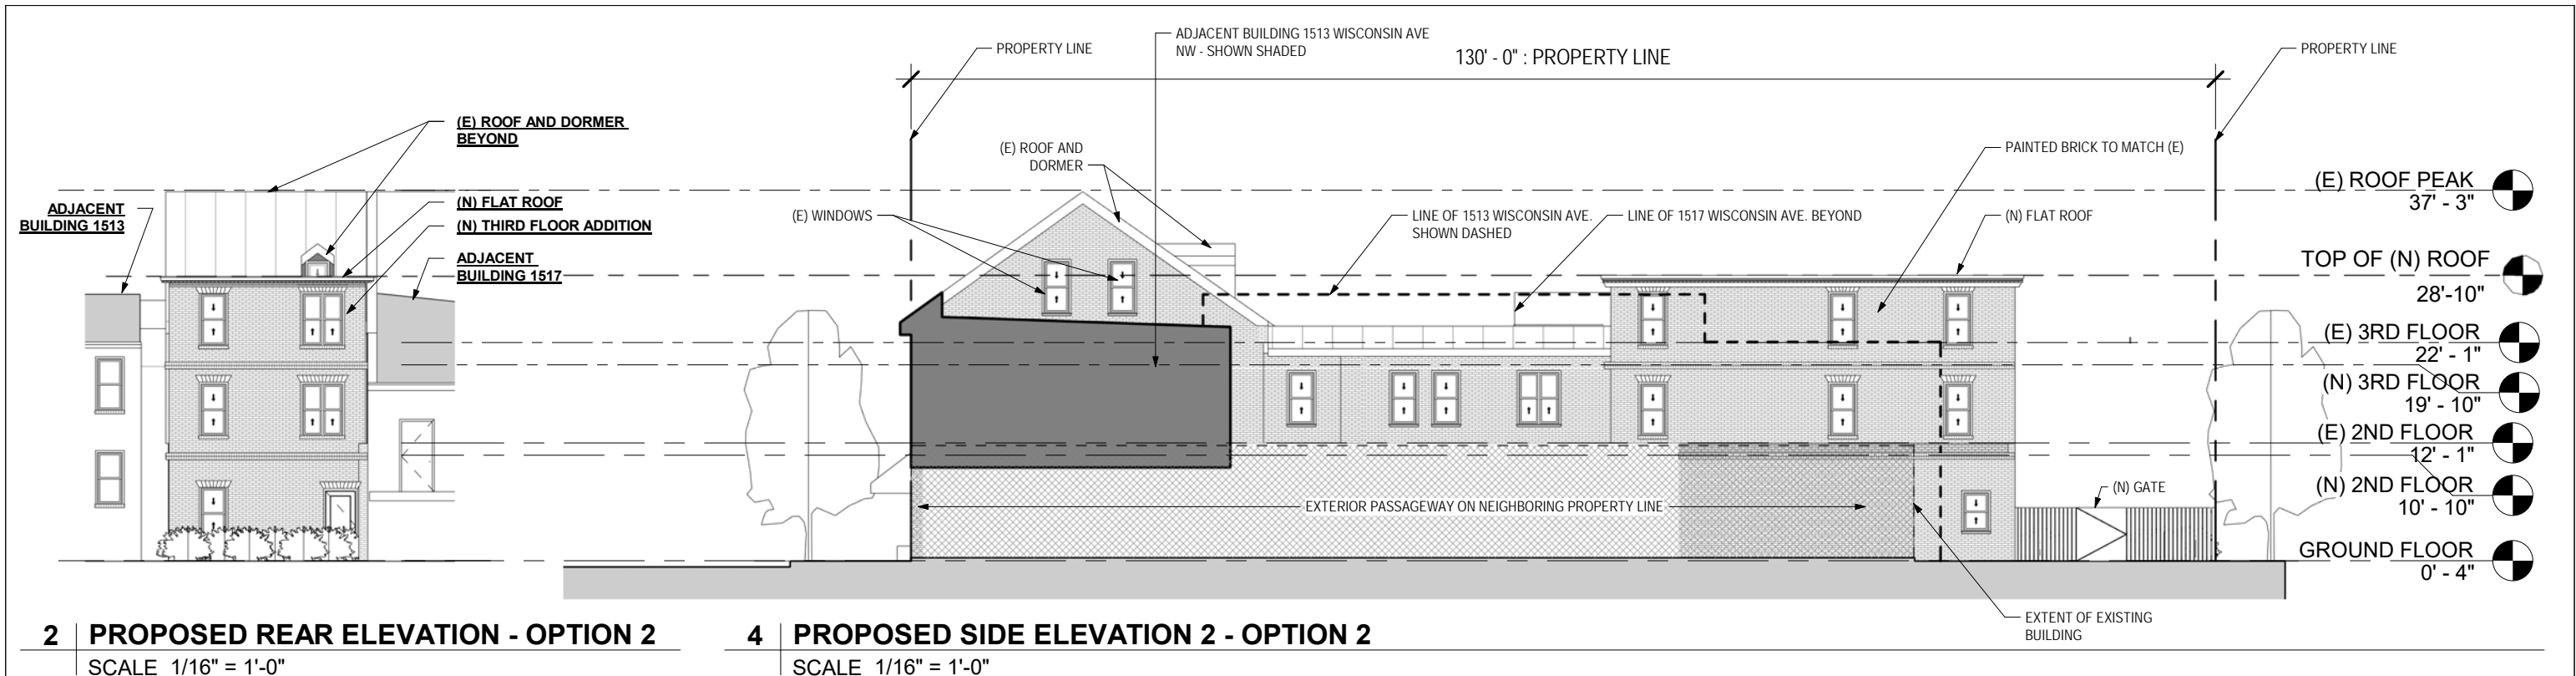 (E) ROOF AND DORMER
BEYOND
ADJACENT
BUILDING 1513
(N) FLAT ROOF
(N) THIRD FLOOR ADDITION
ADJACENT
BUILDING 1517
2
PROPOSED REAR ELEVATION - OPTION 2
SCALE 1/16" = 1'-0"
PROPERTY LINE
ADJACENT BUILDING 1513 WISCONSIN AVE
NW - SHOWN SHADED
130' - 0" : PROPERTY LINE
PROPERTY LINE
(E) ROOF AND
DORMER
PAINTED BRICK TO MATCH (E)
(E) WINDOWS
LINE OF 1513 WISCONSIN AVE.
SHOWN DASHED
LINE OF 1517 WISCONSIN AVE. BEYOND
(N) FLAT ROOF
EXTERIOR PASSAGEWAY ON NEIGHBORING PROPERTY LINE
(N) GATE
EXTENT OF EXISTING
BUILDING
(E) ROOF PEAK
37' - 3"
TOP OF (N) ROOF
28'-10"
(E) 3RD FLOOR
22' - 1"
(N) 3RD FLOOR
19' - 10"
(E) 2ND FLOOR
12' - 1"
(N) 2ND FLOOR
10' - 10"
GROUND FLOOR
0' - 4"
4
PROPOSED SIDE ELEVATION 2 - OPTION 2
SCALE 1/16" = 1'-0"